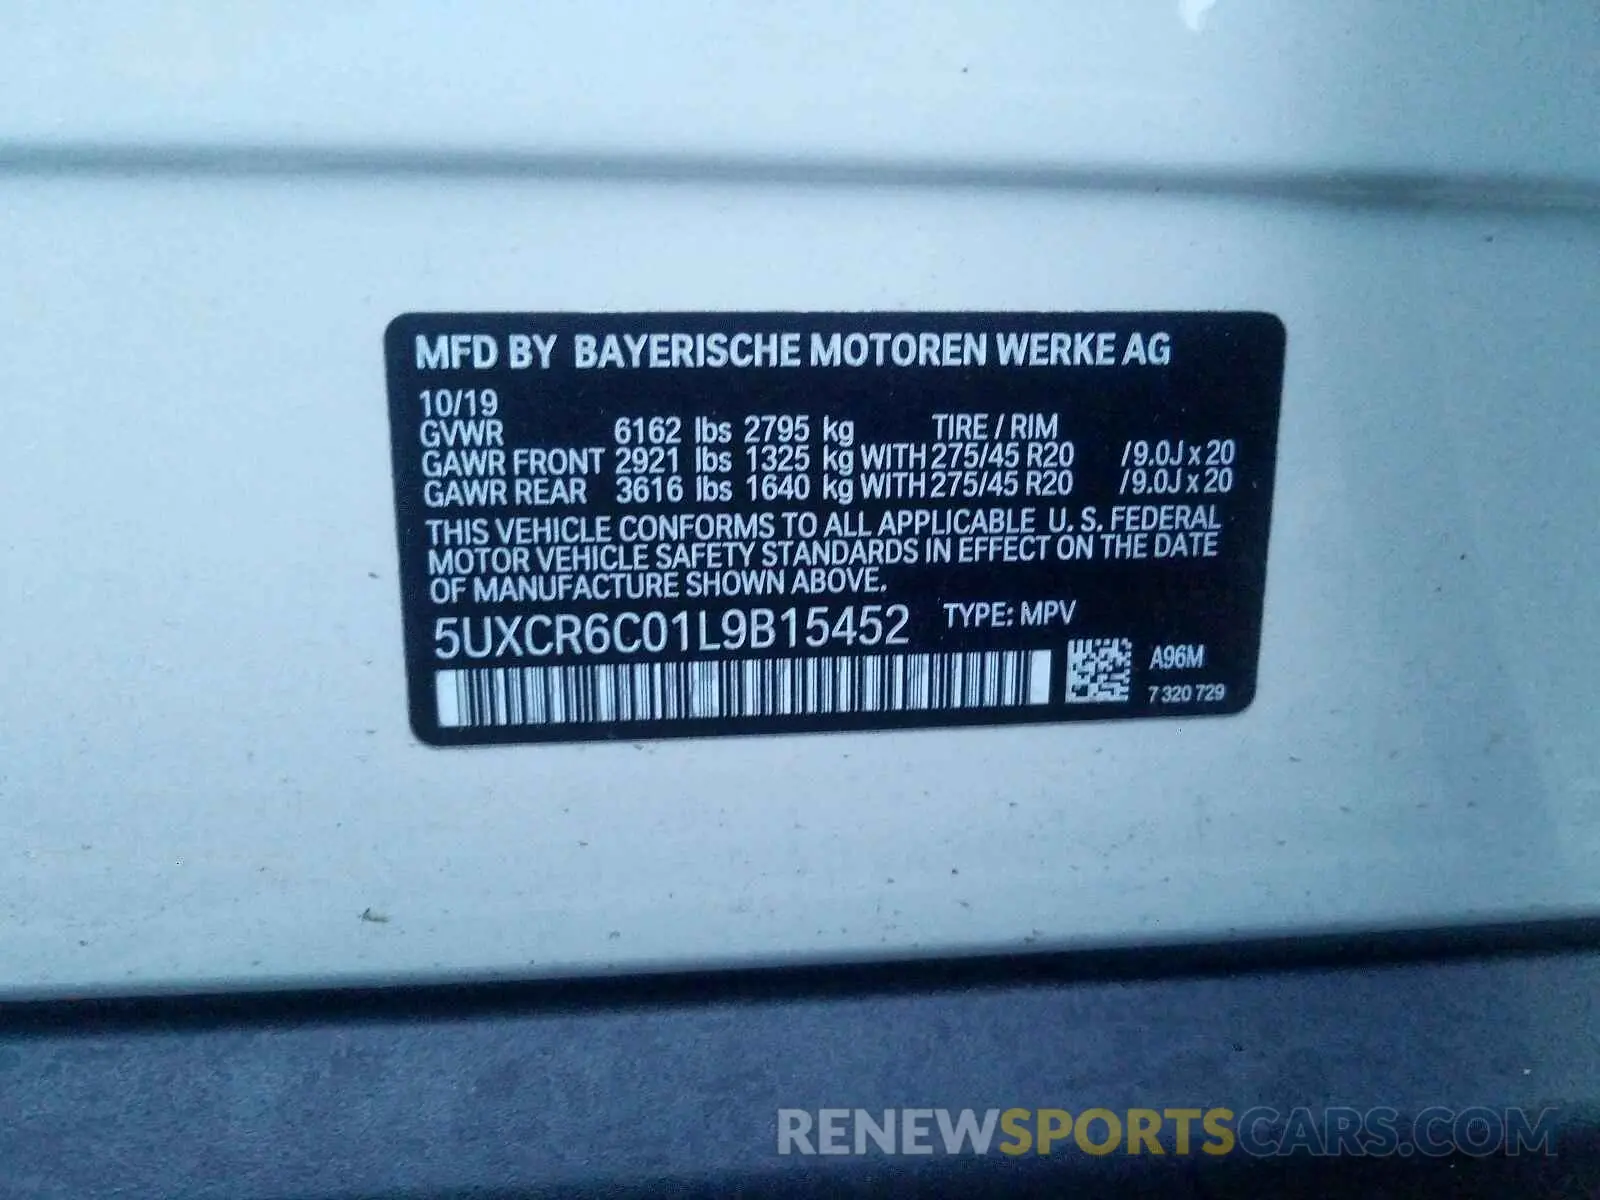 MFD BY BAYERISCHE MOTOREN WERKE AG
10/19
GVWR 6162 lbs 2795 kg TIRE / RIM
GAWR FRONT 2921 lbs 1325 kg WITH 275/45 R20 /9.0J x 20
GAWR REAR 3616 lbs 1640 kg WITH 275/45 R20 /9.0J x 20
THIS VEHICLE CONFORMS TO ALL APPLICABLE U. S. FEDERAL
MOTOR VEHICLE SAFETY STANDARDS IN EFFECT ON THE DATE
OF MANUFACTURE SHOWN ABOVE.
5UXCR6C01L9B15452 TYPE: MPV
A96M
7 320 729
RENEWSPORTSCARS.COM